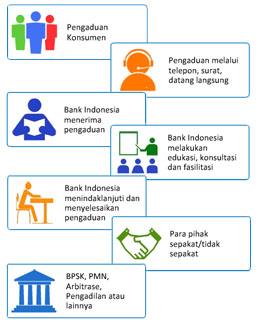 Pengaduan
Konsumen
Pengaduan melalui
telepon, surat,
datang langsung
Bank Indonesia
menerima
pengaduan
Bank Indonesia
melakukan
edukasi, konsultasi
dan fasilitasi
Bank Indonesia
menindaklanjuti dan
menyelesaikan
pengaduan
Para pihak
sepakat/tidak
sepakat
BPSK, PMN,
Arbitrase,
Pengadilan atau
lainnya